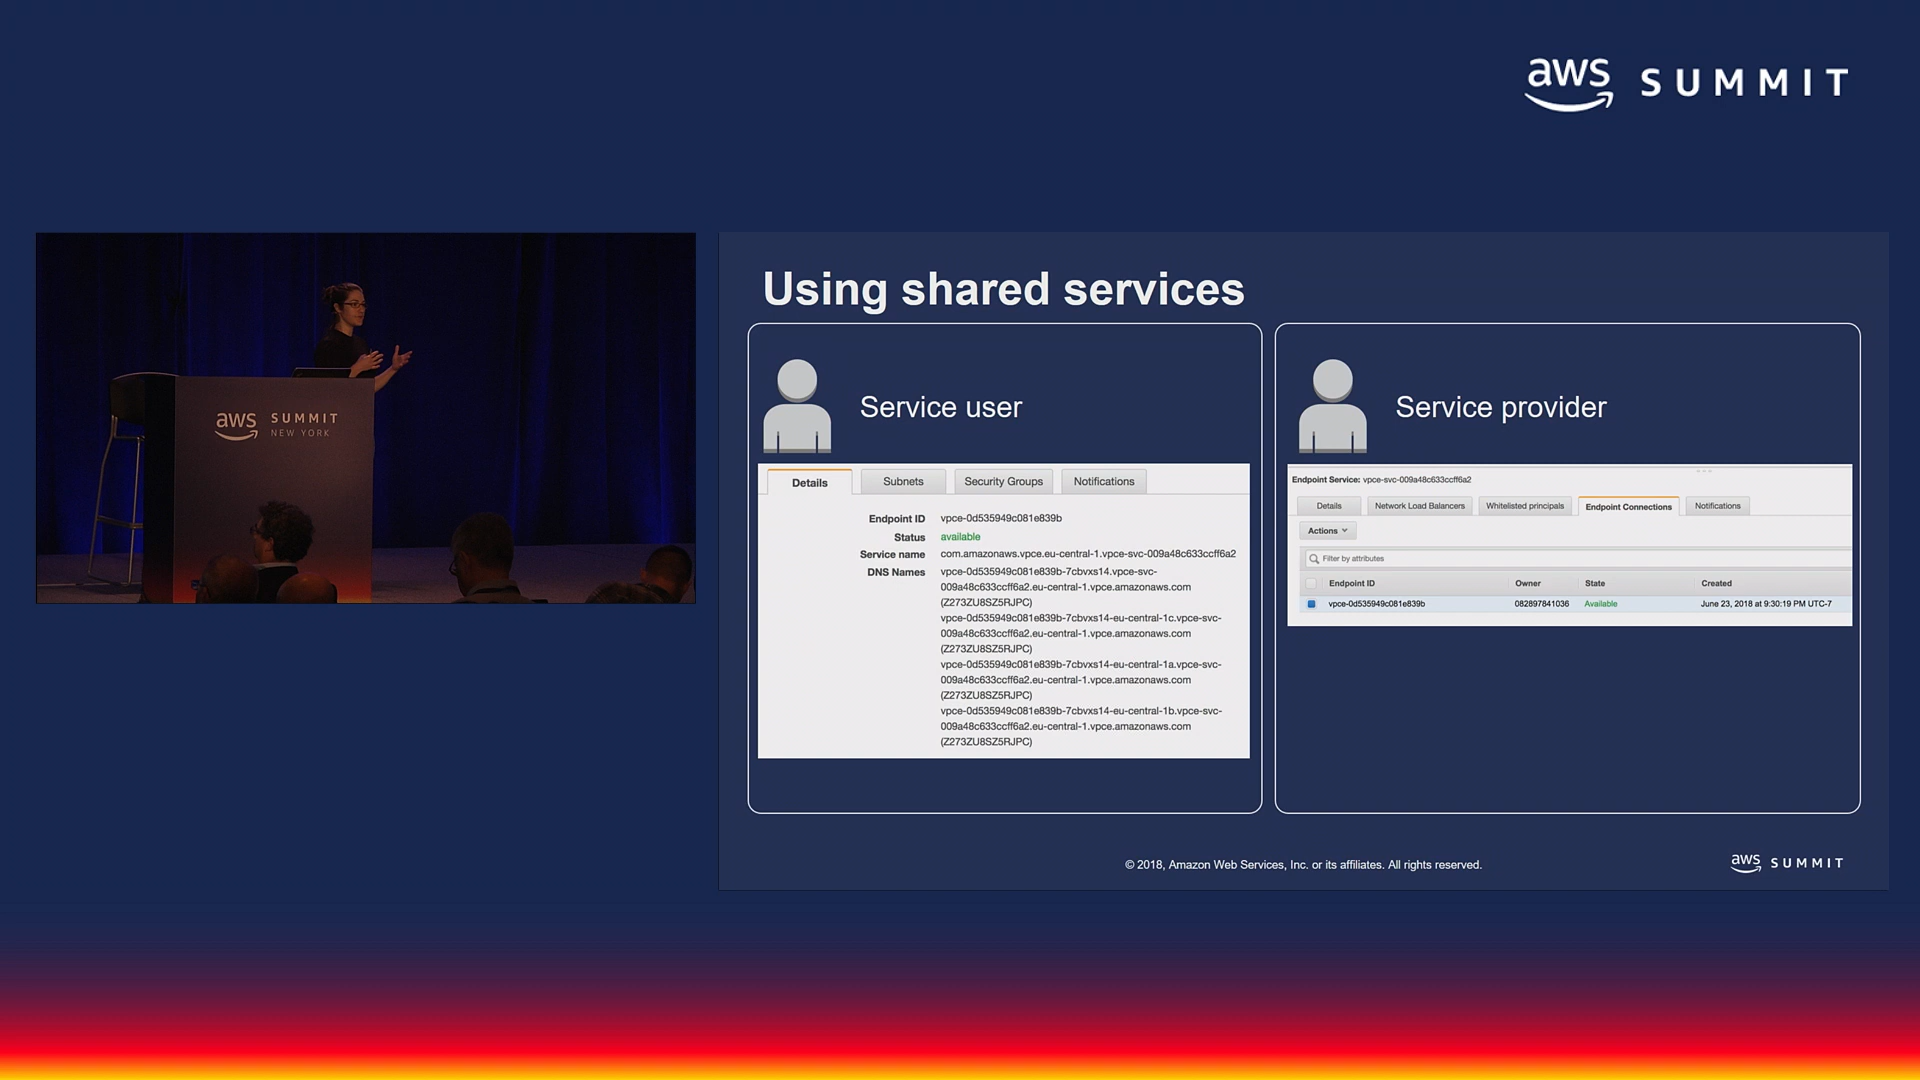 aws SUMMIT
aws SUMMIT
NEW YORK
Using shared services
Service user
Details Subnets Security Groups Notifications
Endpoint ID vpce-0d535949c081e839b
Status available
Service name com.amazonaws.vpce.eu-central-1.vpce-svc-009a48c633ccff6a2
DNS Names vpce-0d535949c081e839b-7cbvxs14.vpce-svc-
009a48c633ccff6a2.eu-central-1.vpce.amazonaws.com
(Z273ZU8SZ5RJPC)
vpce-0d535949c081e839b-7cbvxs14-eu-central-1c.vpce-svc-
009a48c633ccff6a2.eu-central-1.vpce.amazonaws.com
(Z273ZU8SZ5RJPC)
vpce-0d535949c081e839b-7cbvxs14-eu-central-1a.vpce-svc-
009a48c633ccff6a2.eu-central-1.vpce.amazonaws.com
(Z273ZU8SZ5RJPC)
vpce-0d535949c081e839b-7cbvxs14-eu-central-1b.vpce-svc-
009a48c633ccff6a2.eu-central-1.vpce.amazonaws.com
(Z273ZU8SZ5RJPC)
Service provider
Endpoint Service: vpce-svc-009a48c633ccff6a2
Details Network Load Balancers Whitelisted principals Endpoint Connections Notifications
Actions
Filter by attributes
Endpoint ID Owner State Created
vpce-0d535949c081e839b 082897841036 Available June 23, 2018 at 9:30:19 PM UTC-7
© 2018, Amazon Web Services, Inc. or its affiliates. All rights reserved.
aws SUMMIT